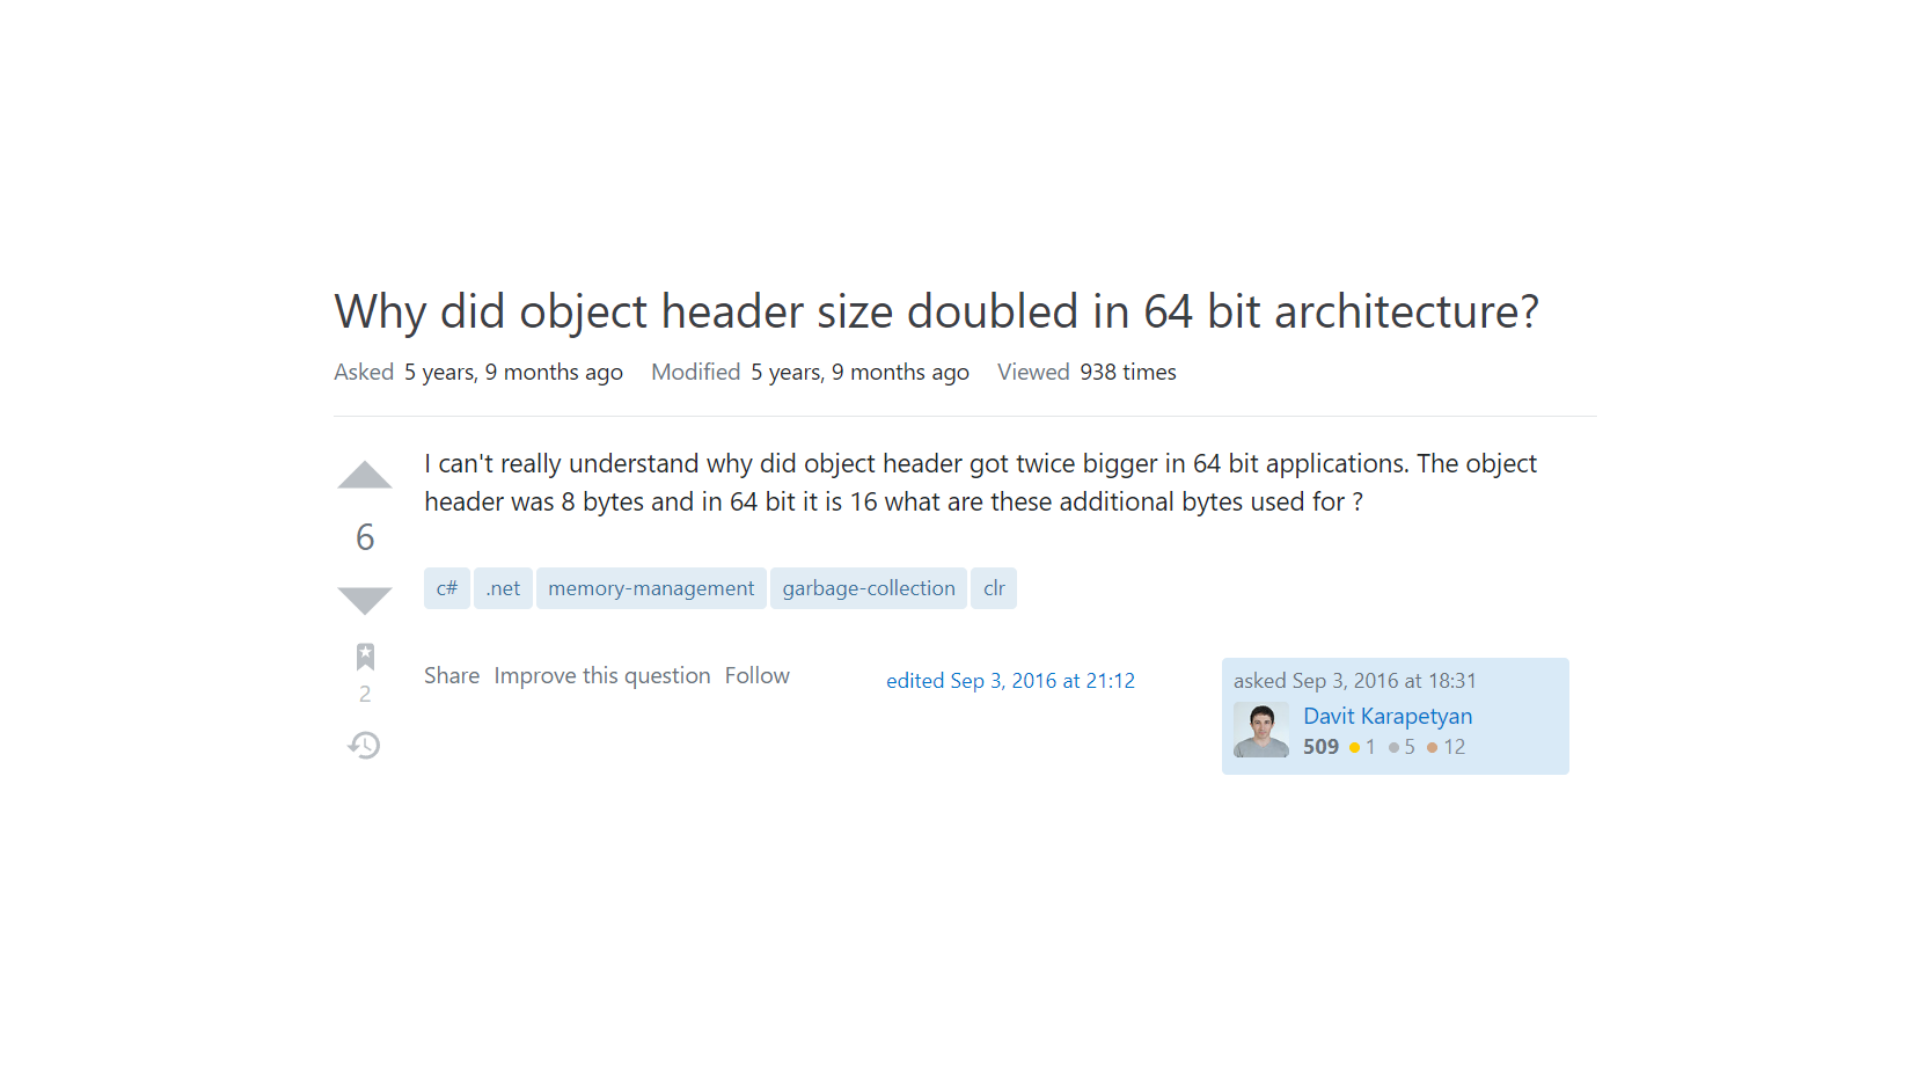 Why did object header size doubled in 64 bit architecture?
Asked 5 years, 9 months ago Modified 5 years, 9 months ago Viewed 938 times
I can't really understand why did object header got twice bigger in 64 bit applications. The object
header was 8 bytes and in 64 bit it is 16 what are these additional bytes used for ?
6
c# .net memory-management garbage-collection clr
2
Share Improve this question Follow
edited Sep 3, 2016 at 21:12
asked Sep 3, 2016 at 18:31
Davit Karapetyan
509 1 5 12